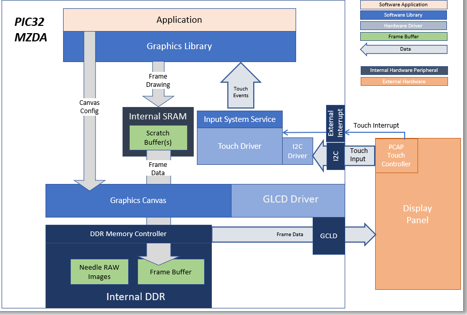 PIC32
MZDA
Application
Graphics Library
Software Application
Software Library
Hardware Driver
Frame Buffer
Data
Internal Hardware Peripheral
External Hardware
Frame
Drawing
Touch
Events
Canvas
Config
Internal SRAM
Scratch
Buffer(s)
Input System Service
Touch Driver
I2C
Driver
External
Interrupt
I2C
Touch Interrupt
Touch
Input
PCAP
Touch
Controller
Frame
Data
Graphics Canvas
GLCD Driver
Display
Panel
DDR Memory Controller
Frame Data
GCLD
Needle RAW
Images
Frame Buffer
Internal DDR